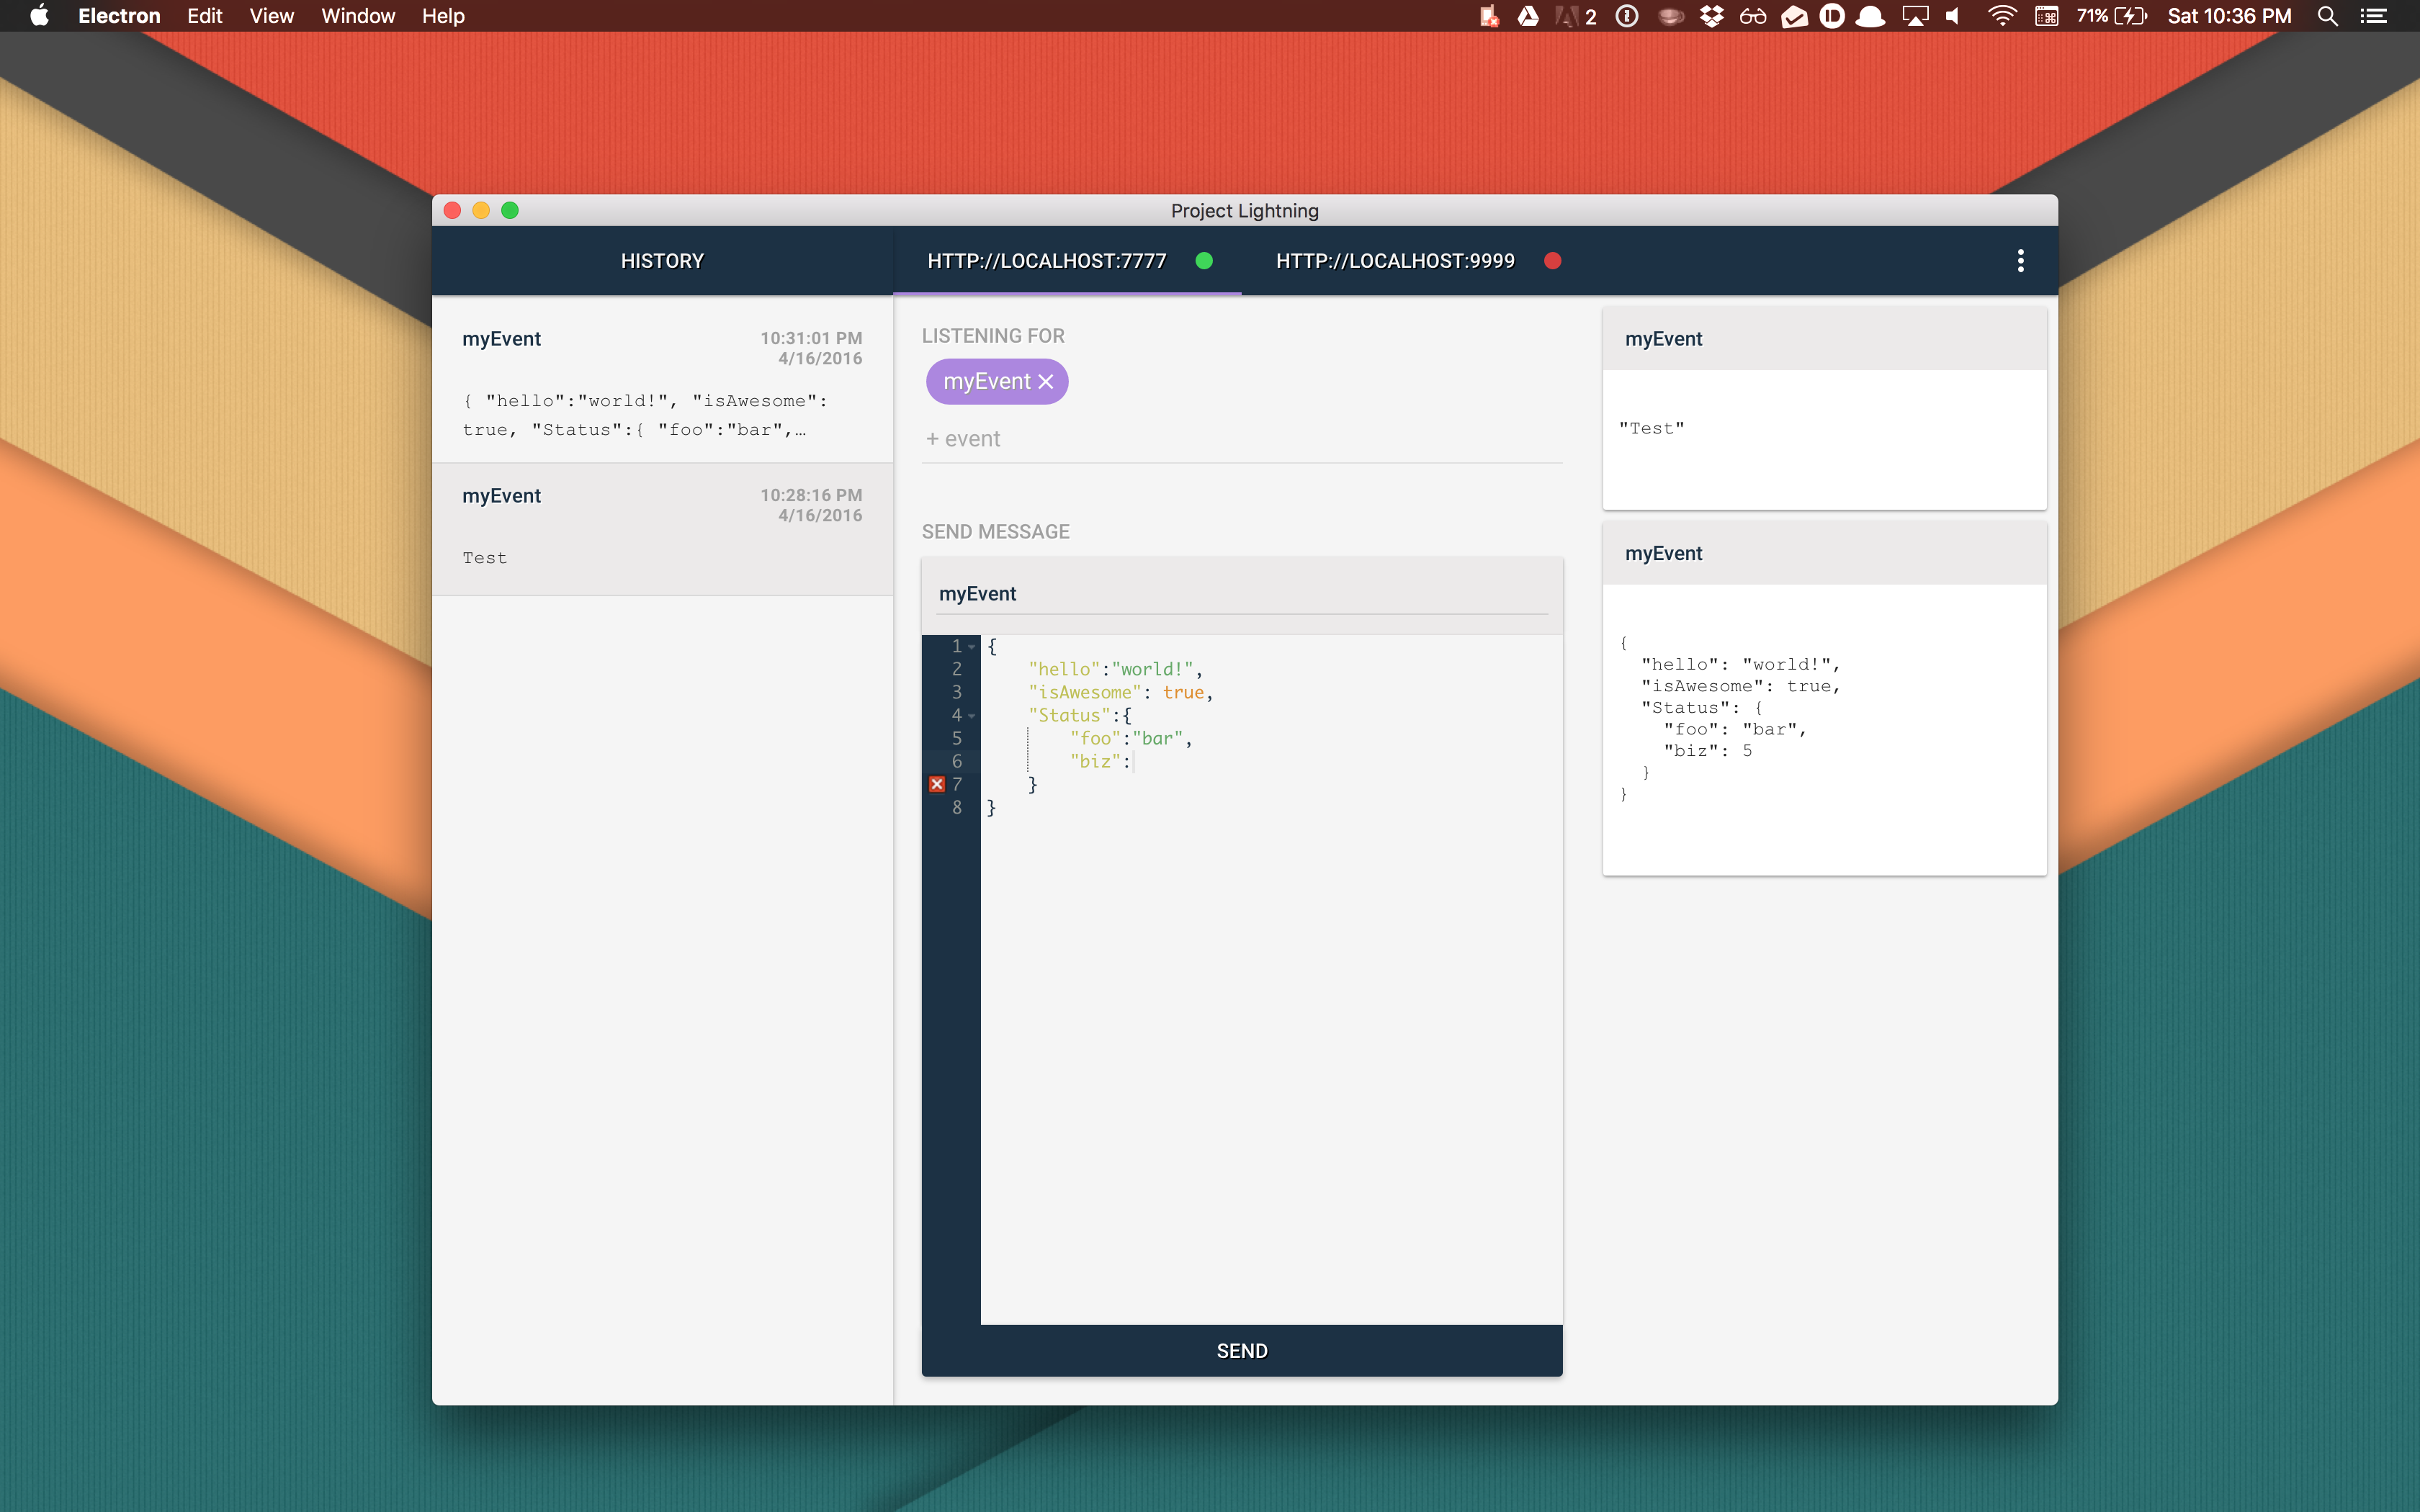 Electron Edit View Window Help
2 71% Sat 10:36 PM
Project Lightning
HISTORY
HTTP://LOCALHOST:7777 HTTP://LOCALHOST:9999
myEvent 10:31:01 PM
4/16/2016
{ "hello":"world!", "isAwesome":
true, "Status":{ "foo":"bar",…
myEvent 10:28:16 PM
4/16/2016
Test
LISTENING FOR
myEvent
+ event
SEND MESSAGE
myEvent
1 {
2 "hello":"world!",
3 "isAwesome": true,
4 "Status":{
5 "foo":"bar",
6 "biz":
7 }
8 }
SEND
myEvent
"Test"
myEvent
{
"hello": "world!",
"isAwesome": true,
"Status": {
"foo": "bar",
"biz": 5
}
}